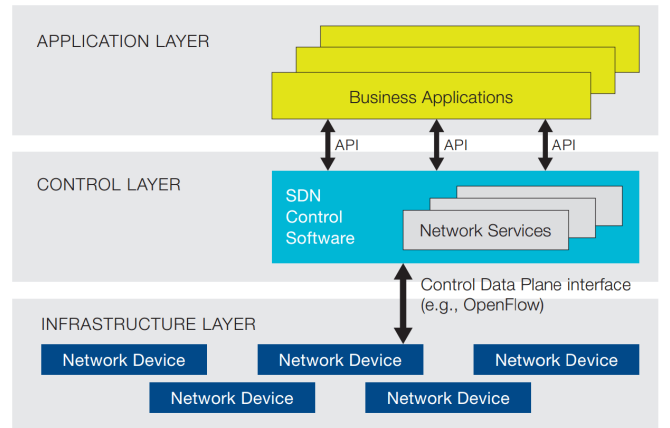 APPLICATION LAYER
Business Applications
API
API
API
CONTROL LAYER
SDN
Control
Software
Network Services
Control Data Plane interface
(e.g., OpenFlow)
INFRASTRUCTURE LAYER
Network Device
Network Device
Network Device
Network Device
Network Device